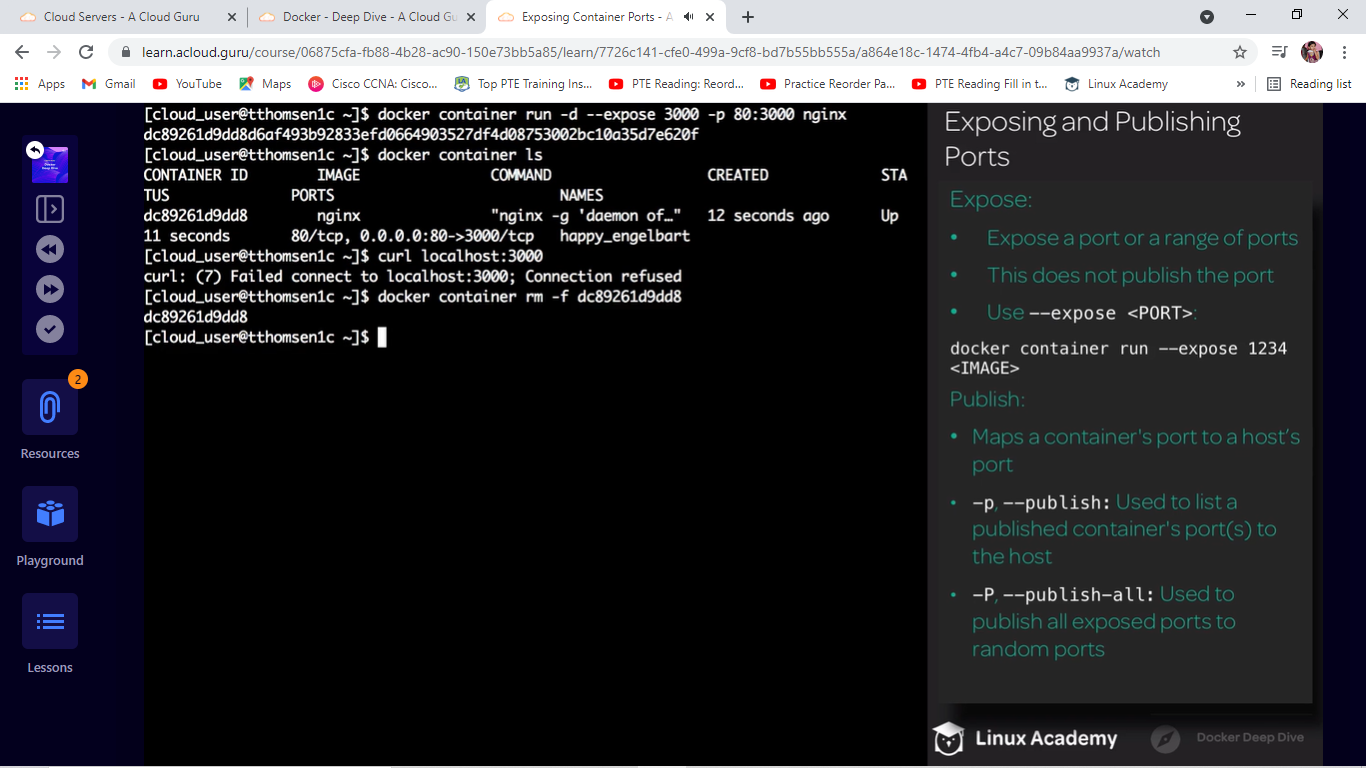 Cloud Servers - A Cloud Guru
Docker - Deep Dive - A Cloud Gu
Exposing Container Ports - A
learn.acloud.guru/course/06875cfa-fb88-4b28-ac90-150e73bb5a85/learn/7726c141-cfe0-499a-9cf8-bd7b55bb555a/a864e18c-1474-4fb4-a4c7-09b84aa9937a/watch
Apps Gmail YouTube Maps Cisco CCNA: Cisco... Top PTE Training Ins... PTE Reading: Reord... Practice Reorder Pa... PTE Reading Fill in t... Linux Academy » Reading list
2
Resources
Playground
Lessons
[cloud_user@tthomsen1c ~]$ docker container run -d --expose 3000 -p 80:3000 nginx
dc89261d9dd8d6af493b92833efd0664903527df4d08753002bc10a35d7e620f
[cloud_user@tthomsen1c ~]$ docker container ls
CONTAINER ID IMAGE COMMAND CREATED STA
TUS PORTS NAMES
dc89261d9dd8 nginx "nginx -g 'daemon of…" 12 seconds ago Up
11 seconds 80/tcp, 0.0.0.0:80->3000/tcp happy_engelbart
[cloud_user@tthomsen1c ~]$ curl localhost:3000
curl: (7) Failed connect to localhost:3000; Connection refused
[cloud_user@tthomsen1c ~]$ docker container rm -f dc89261d9dd8
dc89261d9dd8
[cloud_user@tthomsen1c ~]$
Exposing and Publishing
Ports
Expose:
• Expose a port or a range of ports
• This does not publish the port
• Use --expose <PORT>:
docker container run --expose 1234
<IMAGE>
Publish:
• Maps a container's port to a host's
port
• -p, --publish: Used to list a
published container's port(s) to
the host
• -P, --publish-all: Used to
publish all exposed ports to
random ports
Linux Academy
Docker Deep Dive